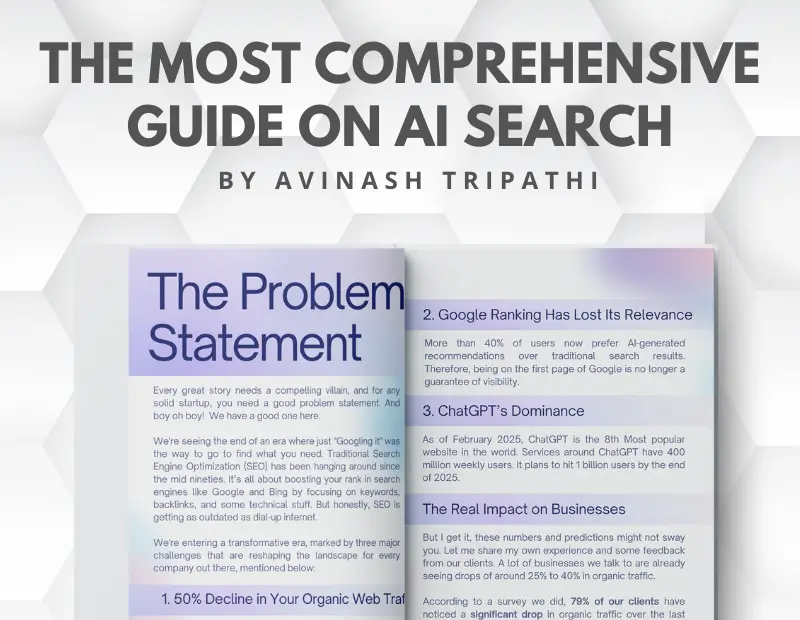 THE MOST COMPREHENSIVE
GUIDE ON AI SEARCH
BY AVINASH TRIPATHI
The Problem
Statement
Every great story needs a compelling villain, and for any
solid startup, you need a good problem statement. And
boy oh boy! We have a good one here.
We're seeing the end of an era where just "Googling it" was
the way to go to find what you need. Traditional Search
Engine Optimization (SEO) has been hanging around since
the mid nineties. It's all about boosting your rank in search
engines like Google and Bing by focusing on keywords,
backlinks, and some technical stuff. But honestly, SEO is
getting as outdated as dial-up internet.
We're entering a transformative era, marked by three major
challenges that are reshaping the landscape for every
company out there, mentioned below:
1. 50% Decline in Your Organic Web Traf
2. Google Ranking Has Lost Its Relevance
More than 40% of users now prefer AI-generated
recommendations over traditional search results.
Therefore, being on the first page of Google is no longer a
guarantee of visibility.
3. ChatGPT's Dominance
As of February 2025, ChatGPT is the 8th Most popular
website in the world. Services around ChatGPT have 400
million weekly users. It plans to hit 1 billion users by the end
of 2025.
The Real Impact on Businesses
But I get it, these numbers and predictions might not sway
you. Let me share my own experience and some feedback
from our clients. A lot of businesses we talk to are already
seeing drops of around 25% to 40% in organic traffic.
According to a survey we did, 79% of our clients have
noticed a significant drop in organic traffic over the last